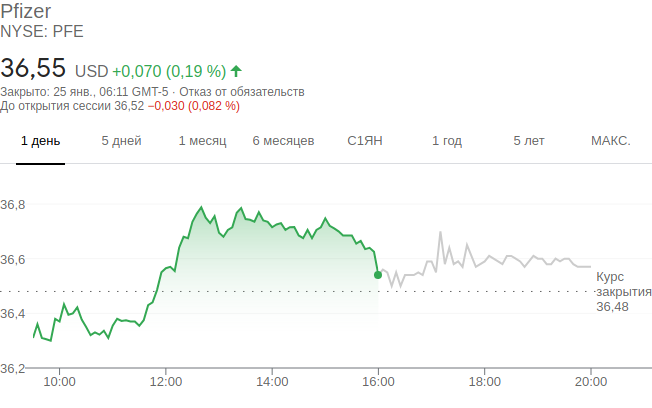 Pfizer
NYSE: PFE
36,55 USD +0,070 (0,19 %)
Закрыто: 25 янв., 06:11 GMT-5 · Отказ от обязательств
До открытия сессии 36,52 −0,030 (0,082 %)
1 день 5 дней 1 месяц 6 месяцев С1ЯН 1 год 5 лет МАКС.
36,8
36,6
Курс
закрытия
36,48
36,4
36,2
10:00 12:00 14:00 16:00 18:00 20:00